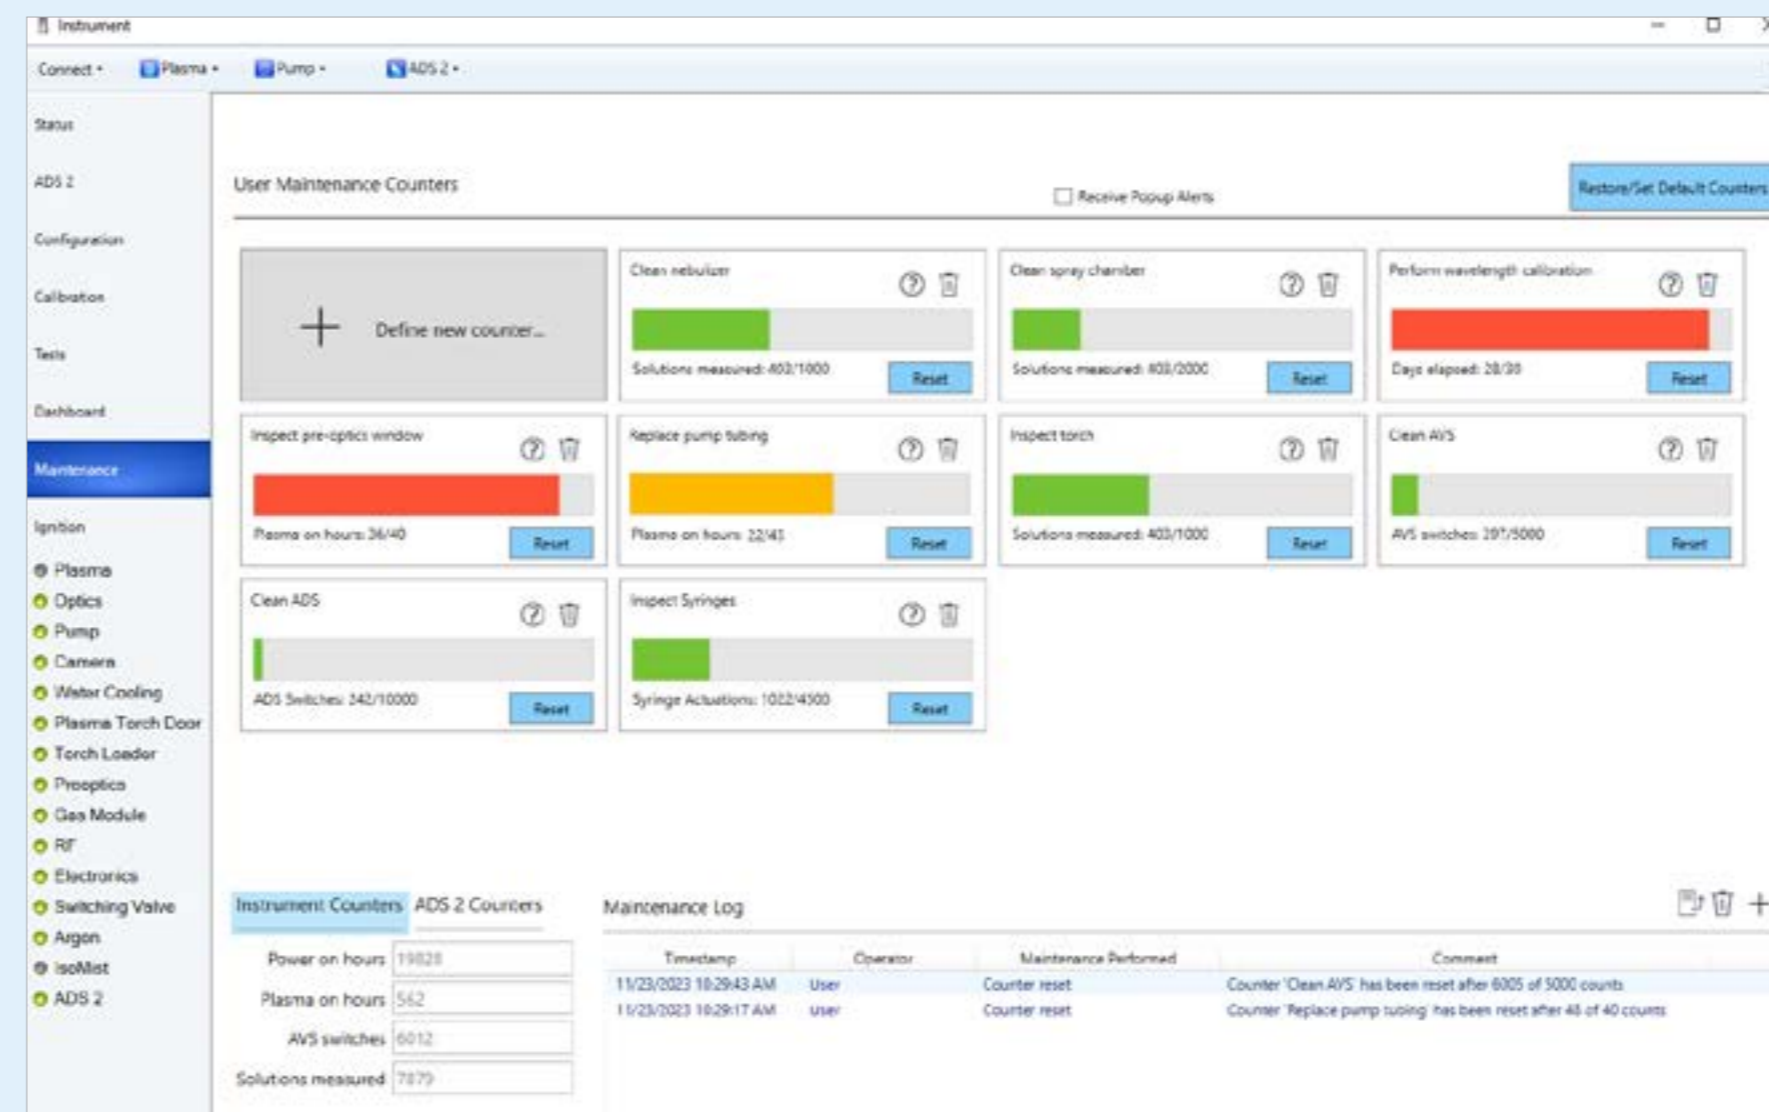 Instrument
Connect Plasma Pump ADS 2
Status
ADS 2
Configuration
Calibration
Tests
Dashboard
Maintenance
Ignition
Plasma
Optics
Pump
Camera
Water Cooling
Plasma Torch Door
Torch Loader
Preoptics
Gas Module
RF
Electronics
Switching Valve
Argon
IsoMist
ADS 2
User Maintenance Counters
Receive Popup Alerts
Restore/Set Default Counters
Define new counter...
Clean nebulizer
Solutions measured: 403/1000
Reset
Clean spray chamber
Solutions measured: 403/2000
Reset
Perform wavelength calibration
Days elapsed: 28/30
Reset
Inspect pre-optics window
Plasma on hours: 36/40
Reset
Replace pump tubing
Plasma on hours:
Reset
Inspect torch
Solutions measured: 403/1000
Reset
Clean AVS
AVS switches: 397/5000
Reset
Clean ADS
ADS Switches: 242/10000
Reset
Inspect Syringes
Syringe Actuations:
Reset
Instrument Counters ADS 2 Counters
Power on hours 19828
Plasma on hours 562
AVS switches 6012
Solutions measured 7879
Maintenance Log
Timestamp Operator Maintenance Performed Comment
11/23/2023 10:29:43 AM User Counter reset Counter 'Clean AVS' has been reset after 6005 of 5000 counts
11/23/2023 10:29:17 AM User Counter reset Counter 'Replace pump tubing' has been reset after 48 of 40 counts